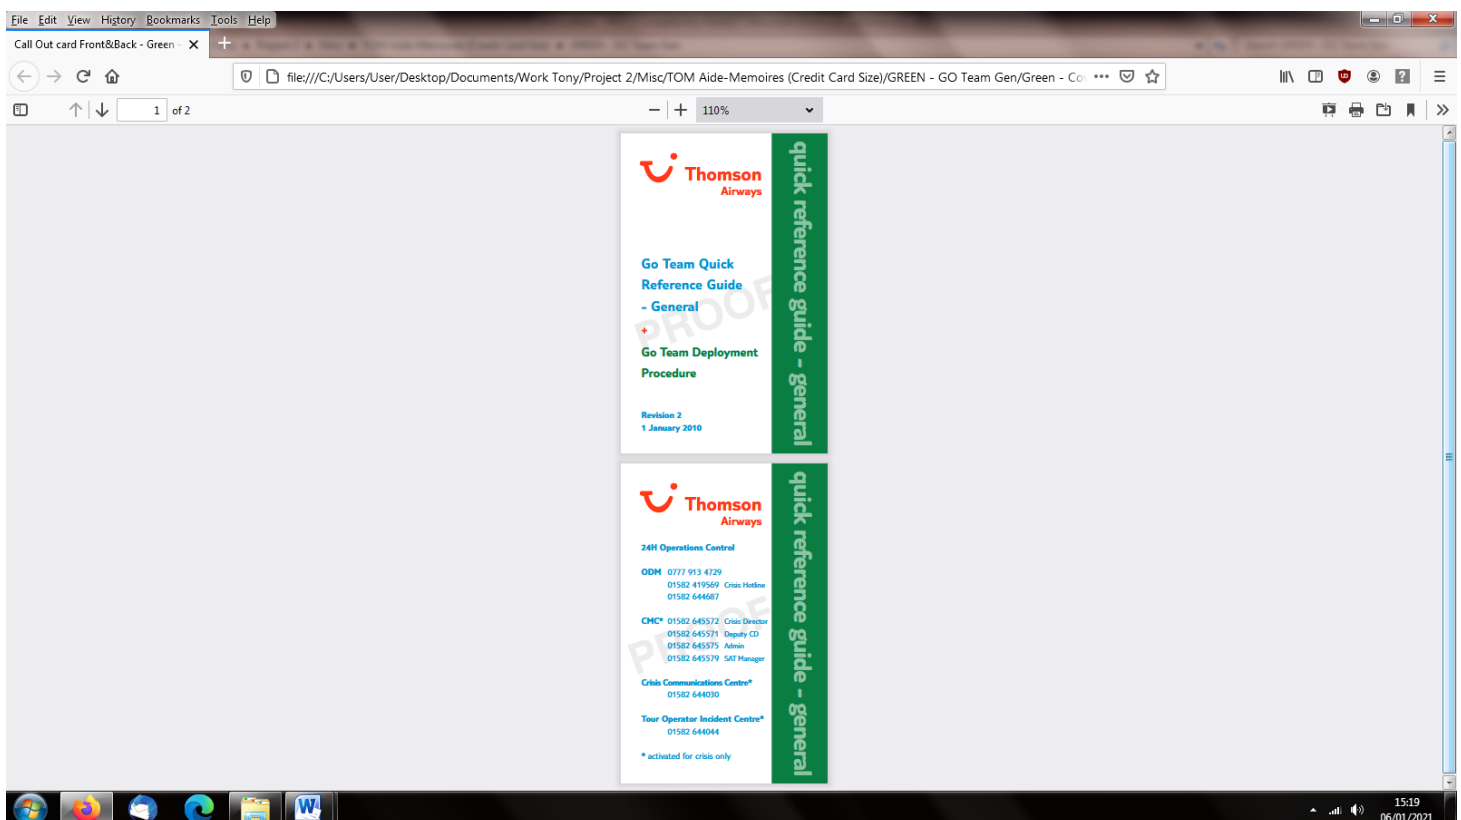 File Edit View History Bookmarks Tools Help
Call Out card Front&Back - Green -
file:///C:/Users/User/Desktop/Documents/Work Tony/Project 2/Misc/TOM Aide-Memoires (Credit Card Size)/GREEN - GO Team Gen/Green - Co
1 of 2
110%
Thomson
Airways
Go Team Quick
Reference Guide
- General
+
Go Team Deployment
Procedure
Revision 2
1 January 2010
PROOF
quick reference guide - general
Thomson
Airways
24H Operations Control
ODM 0777 913 4729
01582 419569 Crisis Hotline
01582 644687
CMC* 01582 645572 Crisis Director
01582 645571 Deputy CD
01582 645575 Admin
01582 645579 SAT Manager
Crisis Communications Centre*
01582 644030
Tour Operator Incident Centre*
01582 644044
* activated for crisis only
PROOF
quick reference guide - general
15:19
06/01/2021